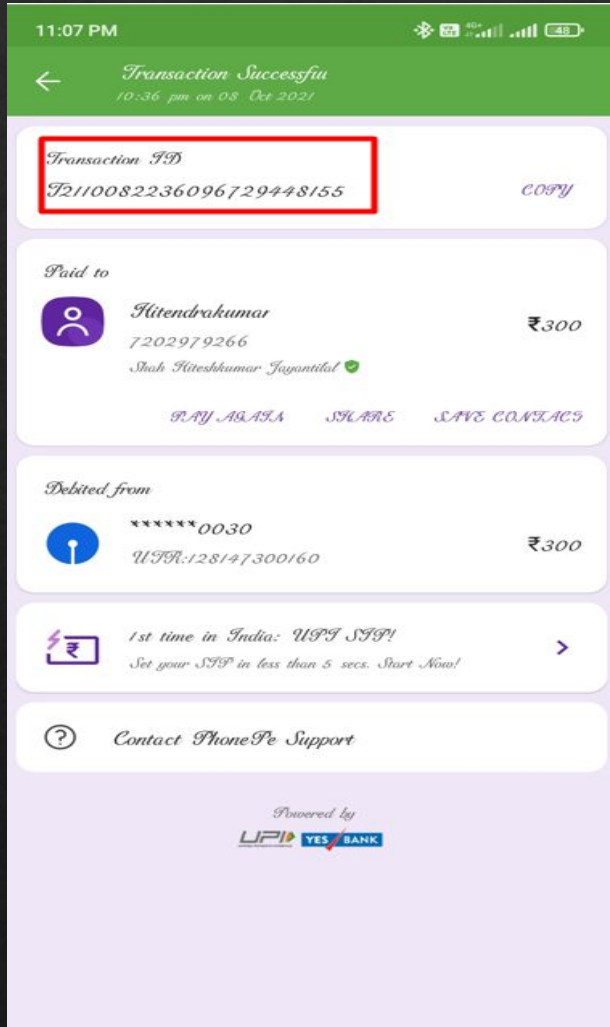 11:07 PM
48
Transaction Successfu
10:36 pm on 08 Oct 2021
Transaction ID
T2110082236096729448155
COPY
Paid to
Hitendrakumar
₹300
7202979266
Shah Hiteshkumar Jayantilal
PAY AGAIN SHARE SAVE CONTACT
Debited from
******0030
₹300
UTR:128147300160
1st time in India: UPI SIP!
Set your SIP in less than 5 secs. Start Now!
Contact PhonePe Support
Powered by
UPI YES BANK